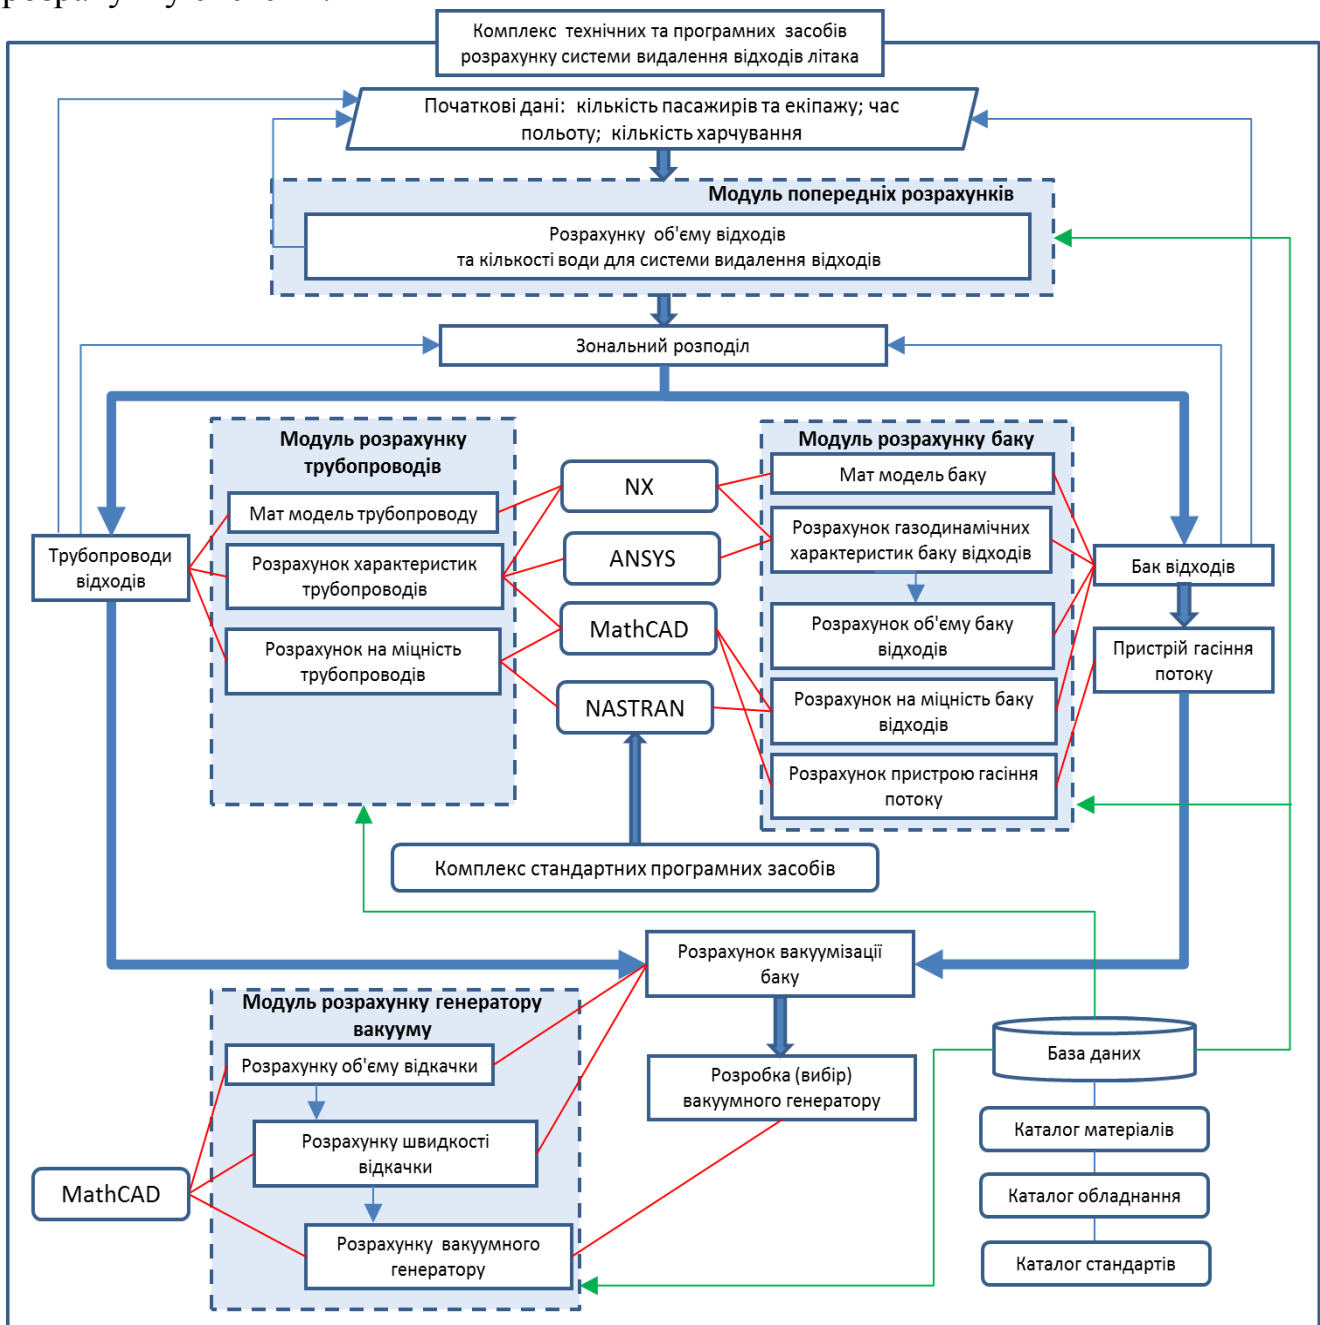 Комплекс технічних та програмних засобів
розрахунку системи видалення відходів літака
Початкові дані: кількість пасажирів та екіпажу; час
польоту; кількість харчування
Модуль попередніх розрахунків
Розрахунку об'єму відходів
та кількості води для системи видалення відходів
Зональний розподіл
Модуль розрахунку
трубопроводів
Мат модель трубопроводу
Розрахунок характеристик
трубопроводів
Розрахунок на міцність
трубопроводів
Трубопроводи
відходів
NX
ANSYS
MathCAD
NASTRAN
Модуль розрахунку баку
Мат модель баку
Розрахунок газодинамічних
характеристик баку відходів
Розрахунок об'єму баку
відходів
Розрахунок на міцність баку
відходів
Розрахунок пристрою гасіння
потоку
Бак відходів
Пристрій гасіння
потоку
Комплекс стандартних програмних засобів
Розрахунок вакуумізації
баку
Розробка (вибір)
вакуумного генератору
Модуль розрахунку генератору
вакууму
Розрахунку об'єму відкачки
Розрахунку швидкості
відкачки
Розрахунку вакуумного
генератору
MathCAD
База даних
Каталог матеріалів
Каталог обладнання
Каталог стандартів